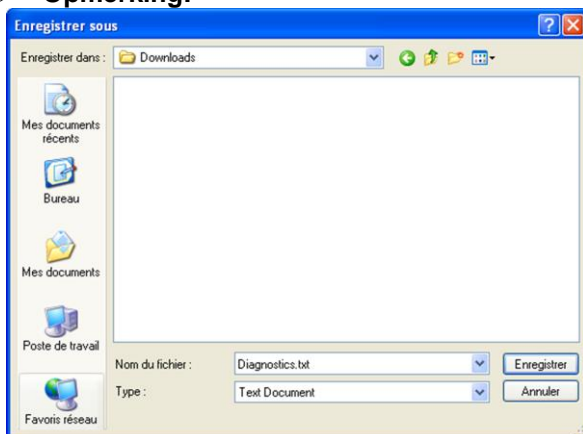 Opmerking:
Enregistrer sous
Enregistrer dans :
Downloads
Mes documents
récents
Bureau
Mes documents
Poste de travail
Favoris réseau
Nom du fichier :
Diagnostics.txt
Enregistrer
Type :
Text Document
Annuler